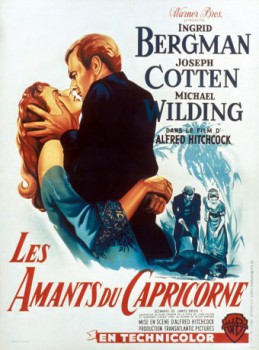 Warner Bros.
INGRID
BERGMAN
JOSEPH
COTTEN
MICHAEL
WILDING
DANS LE FILM D'
ALFRED HITCHCOCK
LES
AMANTS DU CAPRICORNE
MISE EN SCÈNE D'ALFRED HITCHCOCK
PRODUCTION TRANSATLANTIC PICTURES
EN TECHNICOLOR
WB